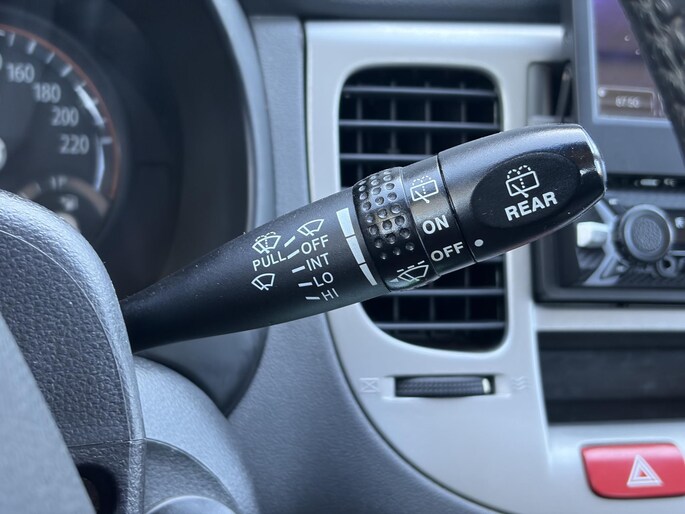 160
180
200
220
PULL
OFF
INT
LO
HI
ON
OFF
REAR